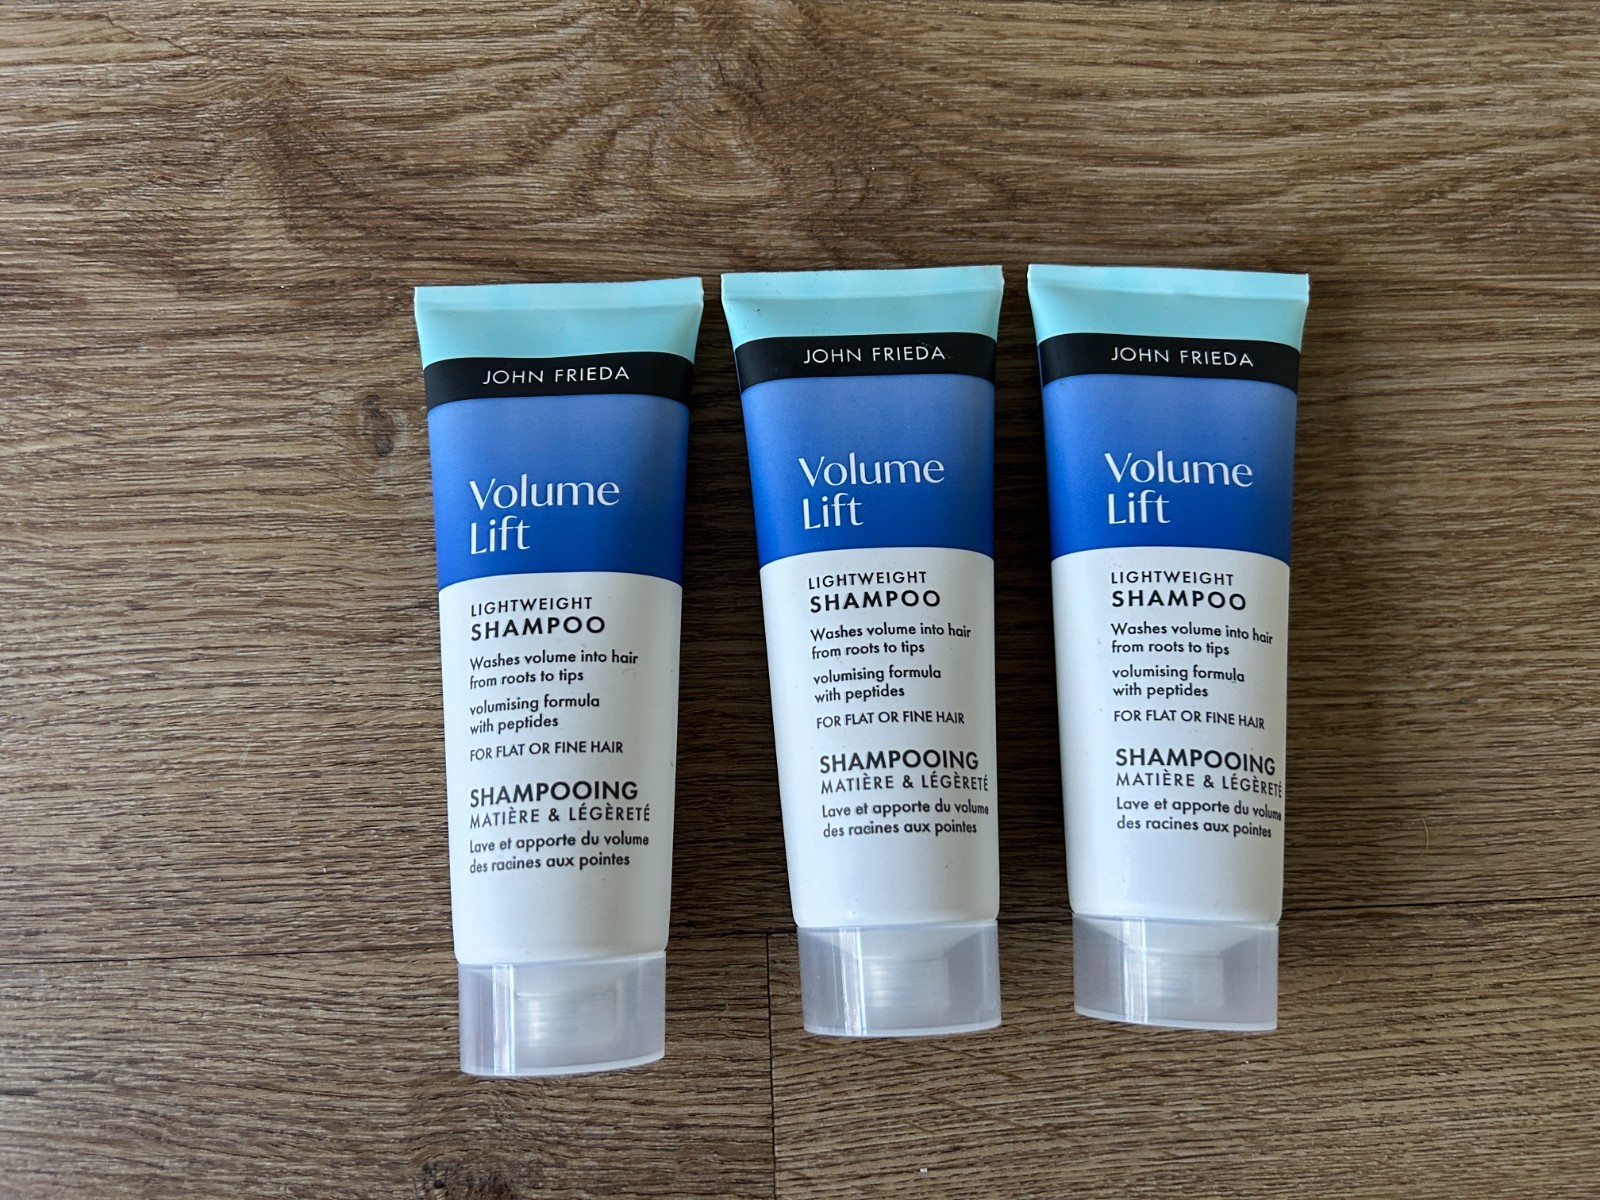 JOHN FRIEDA
Volume
Lift
LIGHTWEIGHT
SHAMPOO
Washes volume into hair
from roots to tips
volumising formula
with peptides
FOR FLAT OR FINE HAIR
SHAMPOOING
MATIÈRE & LÉGÈRETÉ
Lave et apporte du volume
des racines aux pointes
JOHN FRIEDA
Volume
Lift
LIGHTWEIGHT
SHAMPOO
Washes volume into hair
from roots to tips
volumising formula
with peptides
FOR FLAT OR FINE HAIR
SHAMPOOING
MATIÈRE & LÉGÈRETÉ
Lave et apporte du volume
des racines aux pointes
JOHN FRIEDA
Volume
Lift
LIGHTWEIGHT
SHAMPOO
Washes volume into hair
from roots to tips
volumising formula
with peptides
FOR FLAT OR FINE HAIR
SHAMPOOING
MATIÈRE & LÉGÈRETÉ
Lave et apporte du volume
des racines aux pointes